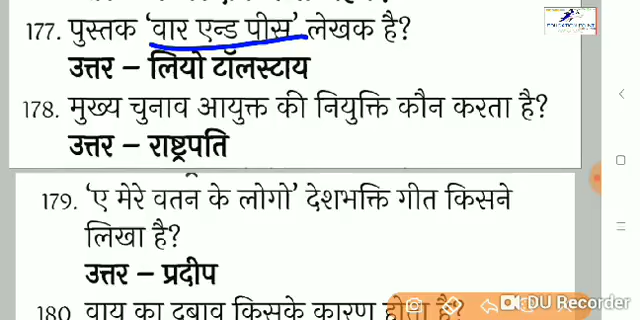 177. पुस्तक ‘वार एन्ड पीस’ लेखक है?
उत्तर – लियो टॉलस्टाय
178. मुख्य चुनाव आयुक्त की नियुक्ति कौन करता है?
उत्तर – राष्ट्रपति
179. ‘ए मेरे वतन के लोगो’ देशभक्ति गीत किसने
लिखा है?
उत्तर – प्रदीप
180. वायु का दबाव किसके कारण होता है?
DU Recorder